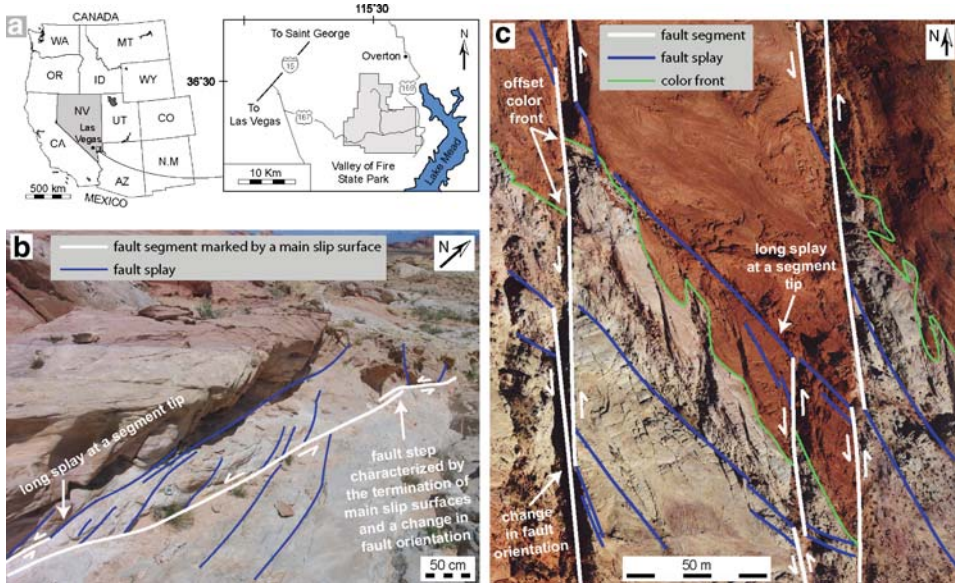 a
CANADA
WA
MT
OR
ID
WY
NV
UT
CO
Las
Vegas
CA
AZ
N.M
500 km
MEXICO
115°30
36°30
To Saint George
Overton
N
15
169
To
Las Vegas
167
Valley of Fire
State Park
Lake Mead
10 Km
b
fault segment marked by a main slip surface
fault splay
N
long splay at a segment tip
fault step
characterized by
the termination of
main slip surfaces
and a change in
fault orientation
50 cm
c
fault segment
fault splay
color front
N
offset
color
front
long splay
at a segment
tip
change
in fault
orientation
50 m